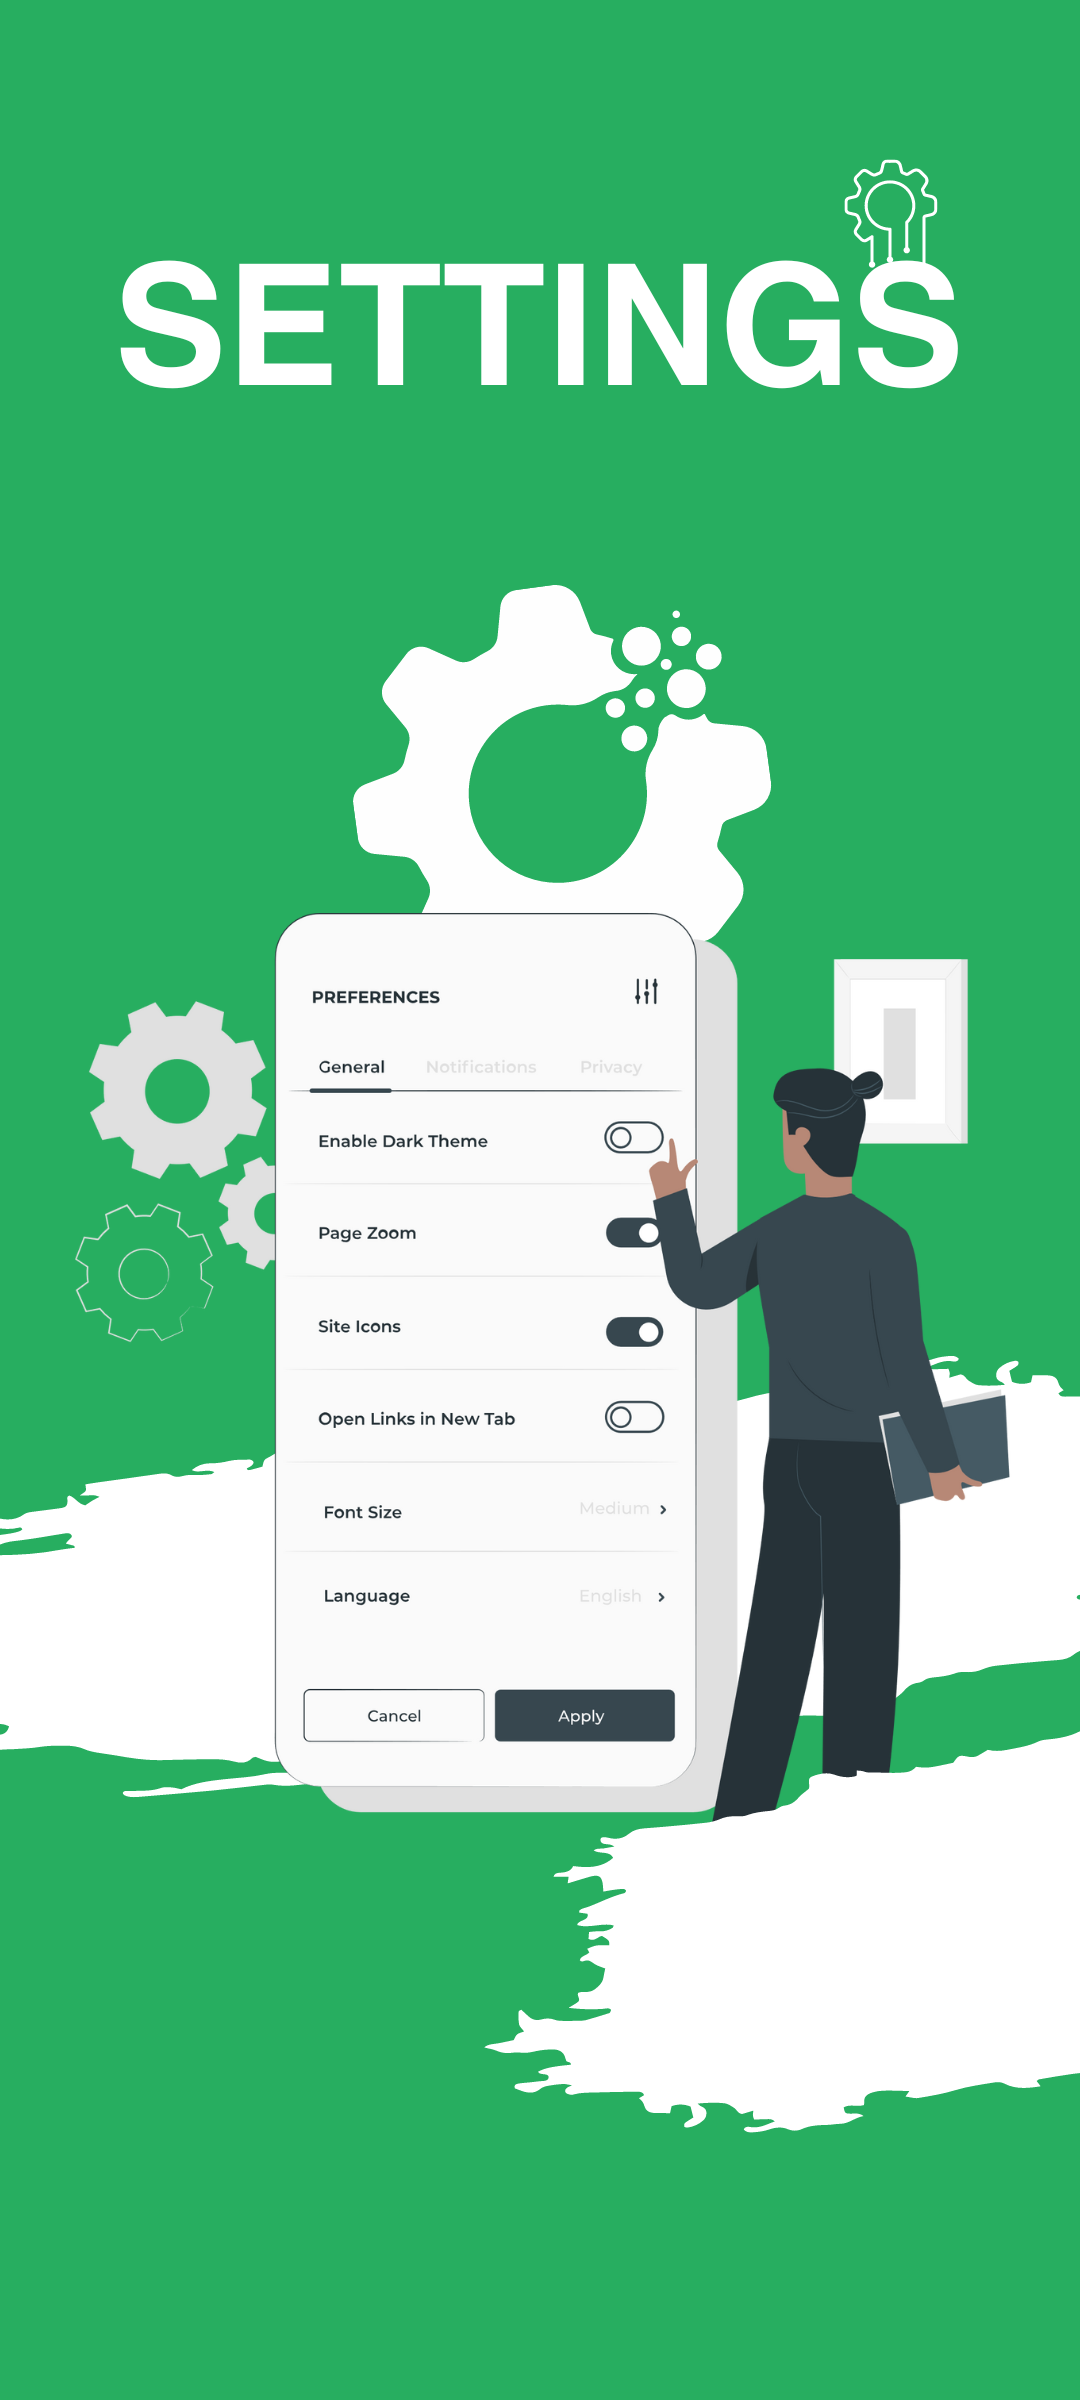 SETTINGS
PREFERENCES
General Notifications Privacy
Enable Dark Theme
Page Zoom
Site Icons
Open Links in New Tab
Font Size Medium
Language English
Cancel Apply